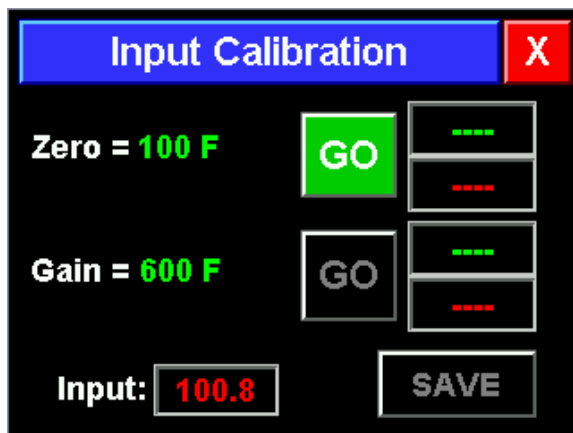 Input Calibration X
Zero = 100 F GO ----
----
Gain = 600 F GO ----
----
Input: 100.8 SAVE